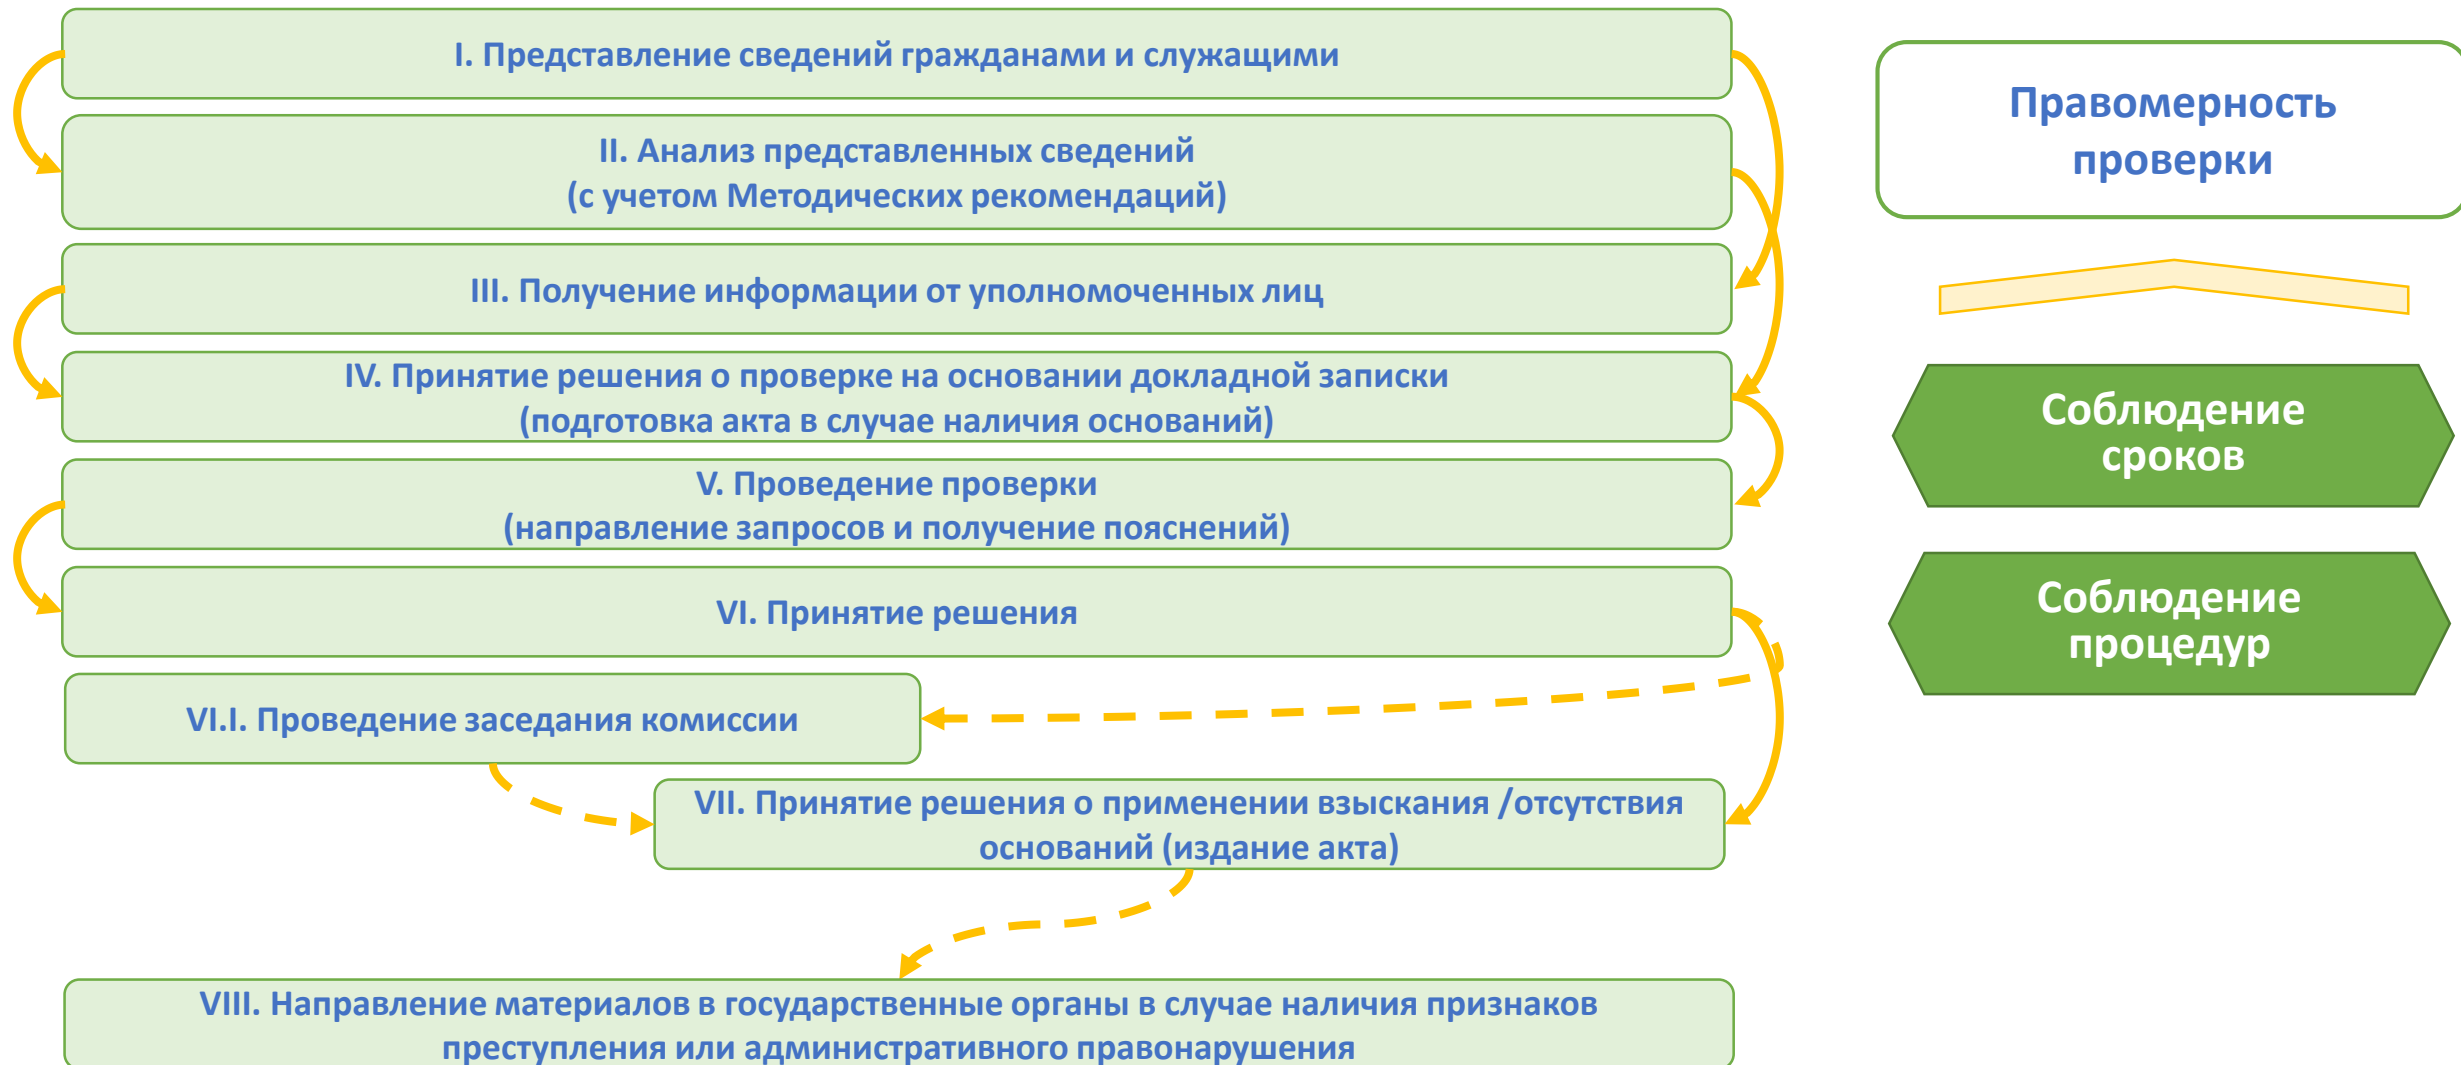 I. Представление сведений гражданами и служащими
II. Анализ представленных сведений
(с учетом Методических рекомендаций)
III. Получение информации от уполномоченных лиц
IV. Принятие решения о проверке на основании докладной записки
(подготовка акта в случае наличия оснований)
V. Проведение проверки
(направление запросов и получение пояснений)
VI. Принятие решения
VI.I. Проведение заседания комиссии
VII. Принятие решения о применении взыскания /отсутствия
оснований (издание акта)
VIII. Направление материалов в государственные органы в случае наличия признаков
преступления или административного правонарушения
Правомерность
проверки
Соблюдение
сроков
Соблюдение
процедур